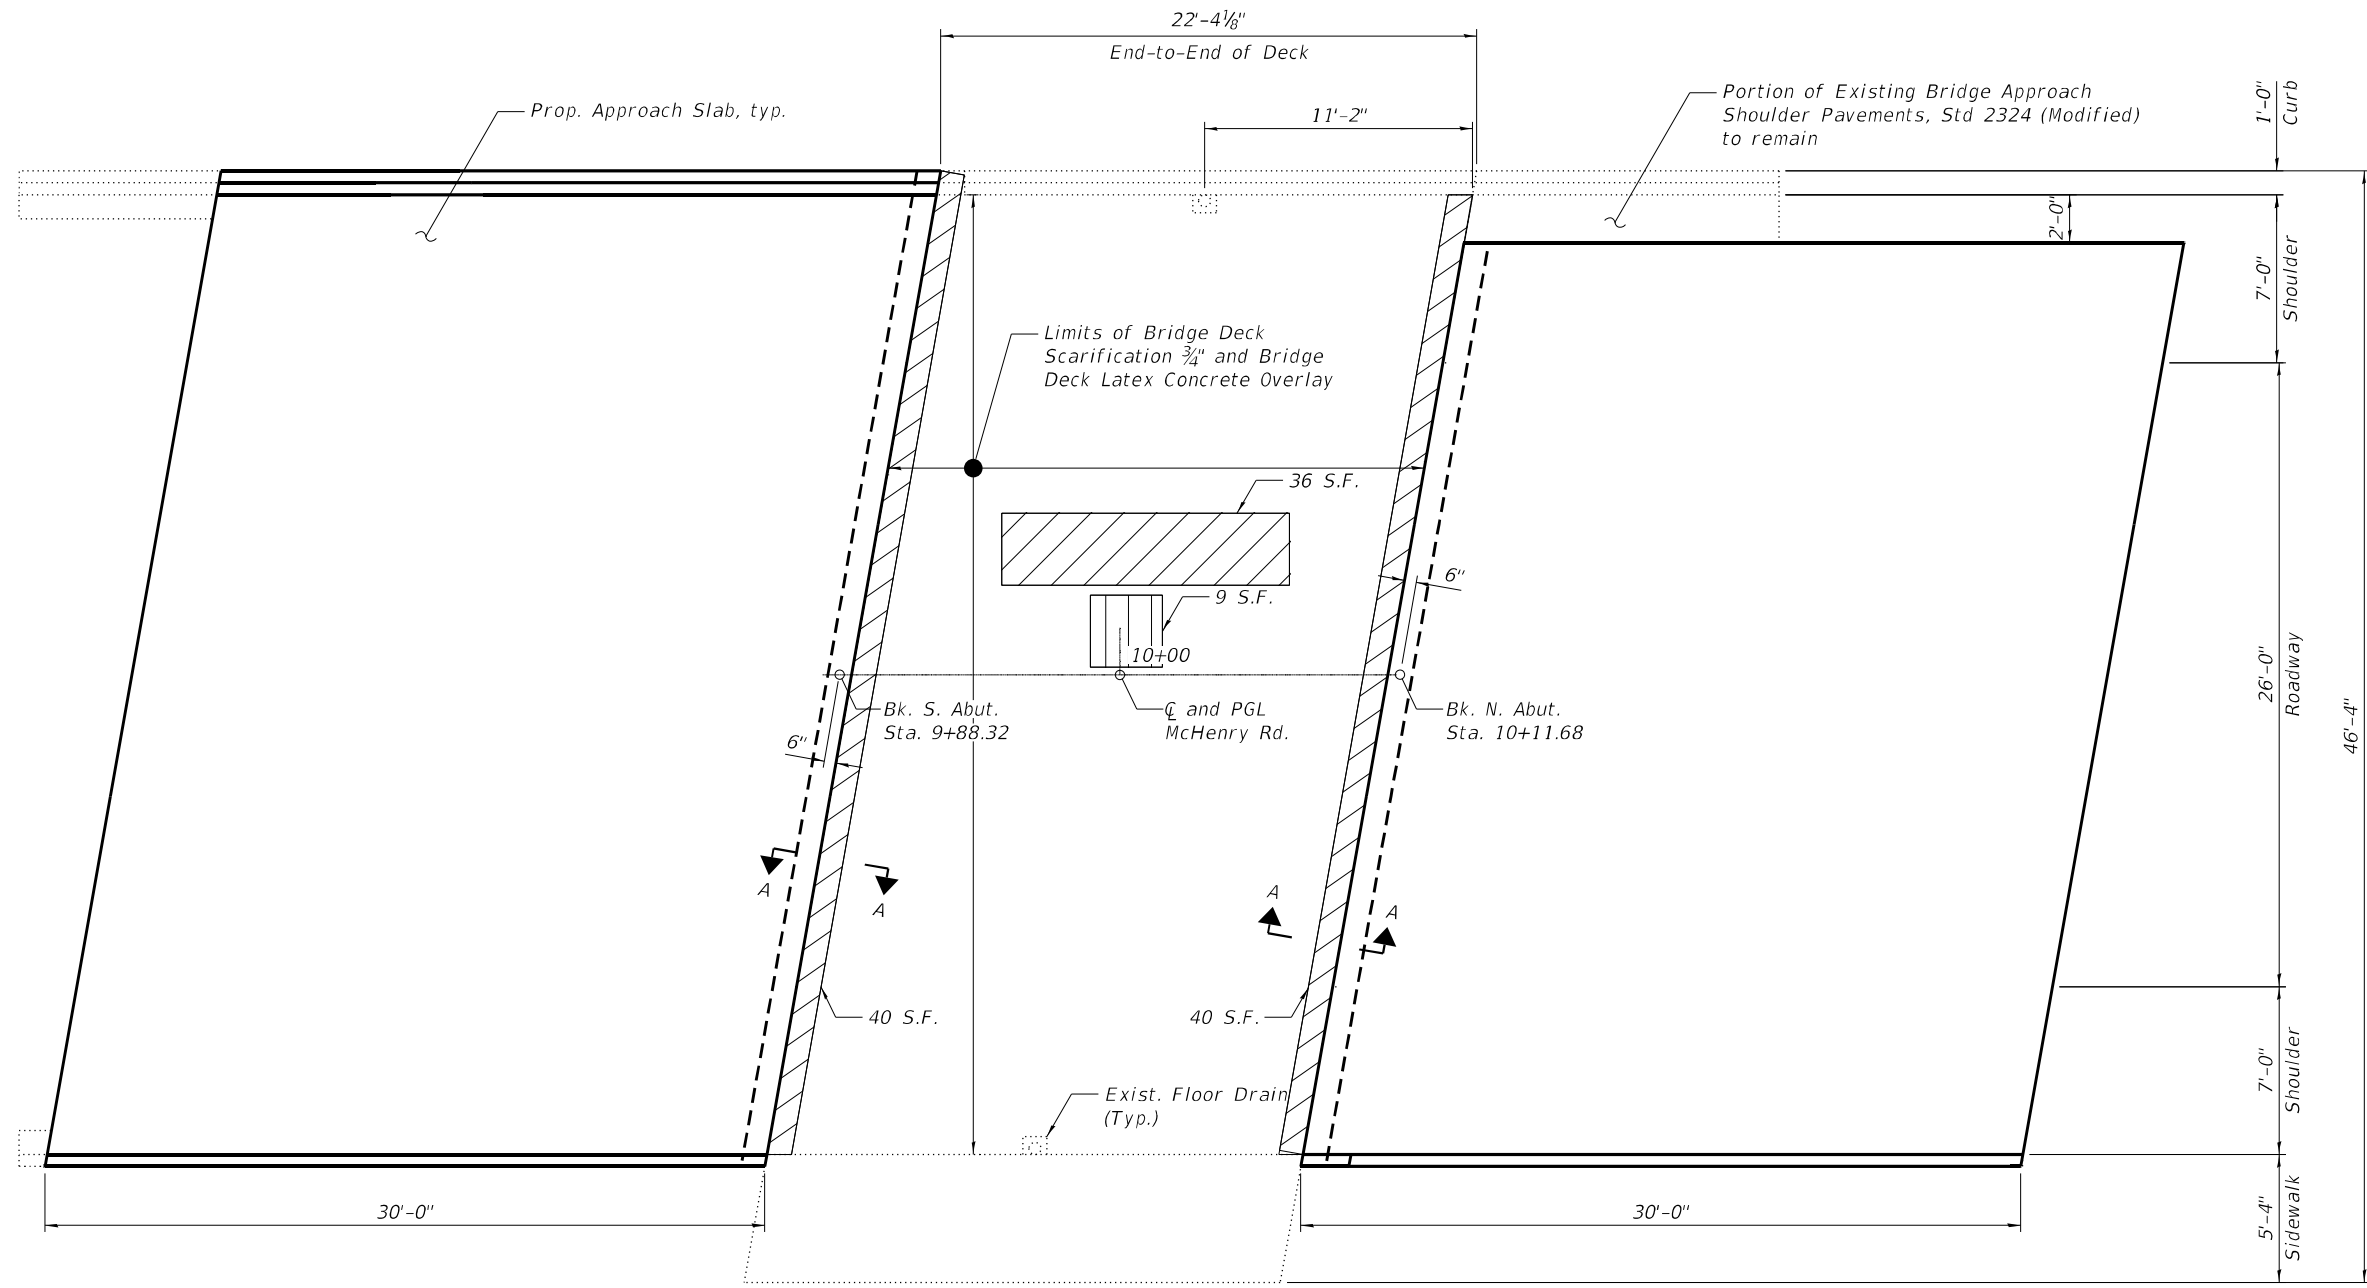 22'-4⅛"
End-to-End of Deck
Prop. Approach Slab, typ.
11'-2"
Portion of Existing Bridge Approach
Shoulder Pavements, Std 2324 (Modified)
to remain
1'-0"
Curb
2'-0"
7'-0"
Shoulder
Limits of Bridge Deck
Scarification ¾" and Bridge
Deck Latex Concrete Overlay
36 S.F.
6"
9 S.F.
10+00
26'-0"
Roadway
46'-4"
Bk. S. Abut.
Sta. 9+88.32
℄ and PGL
McHenry Rd.
Bk. N. Abut.
Sta. 10+11.68
6"
A
A
A
A
40 S.F.
40 S.F.
Exist. Floor Drain
(Typ.)
7'-0"
Shoulder
30'-0"
30'-0"
5'-4"
Sidewalk